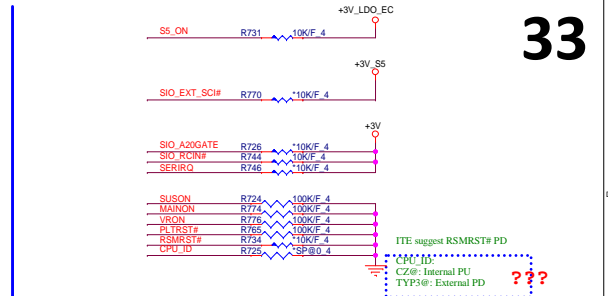 +3V_LDO_EC
33
S5_ON R731 10K/F_4
+3V_S5
SIO_EXT_SCI# R770 *10K/F_4
+3V
SIO_A20GATE R726 *10K/F_4
SIO_RCIN# R744 10K/F_4
SERIRQ R746 *10K/F_4
SUSON R724 100K/F_4
MAINON R774 100K/F_4
VRON R776 100K/F_4
PLTRST# R765 100K/F_4
RSMRST# R734 *10K/F_4
CPU_ID R725 *SP@0_4
ITE suggest RSMRST# PD
CPU_ID:
CZ@: Internal PU
TYP3@: External PD
???